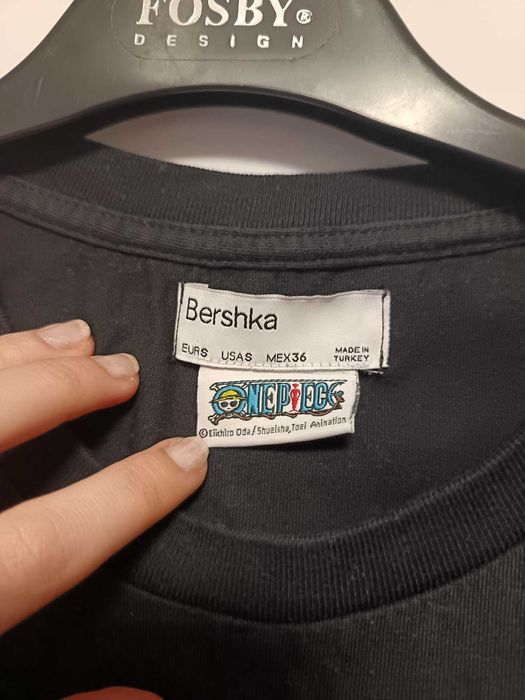 FOSBY®
DESIGN
Bershka
EURS USAS MEX36
MADE IN
TURKEY
ONE PIECE
©Eiichiro Oda/Shueisha,Toei Animation